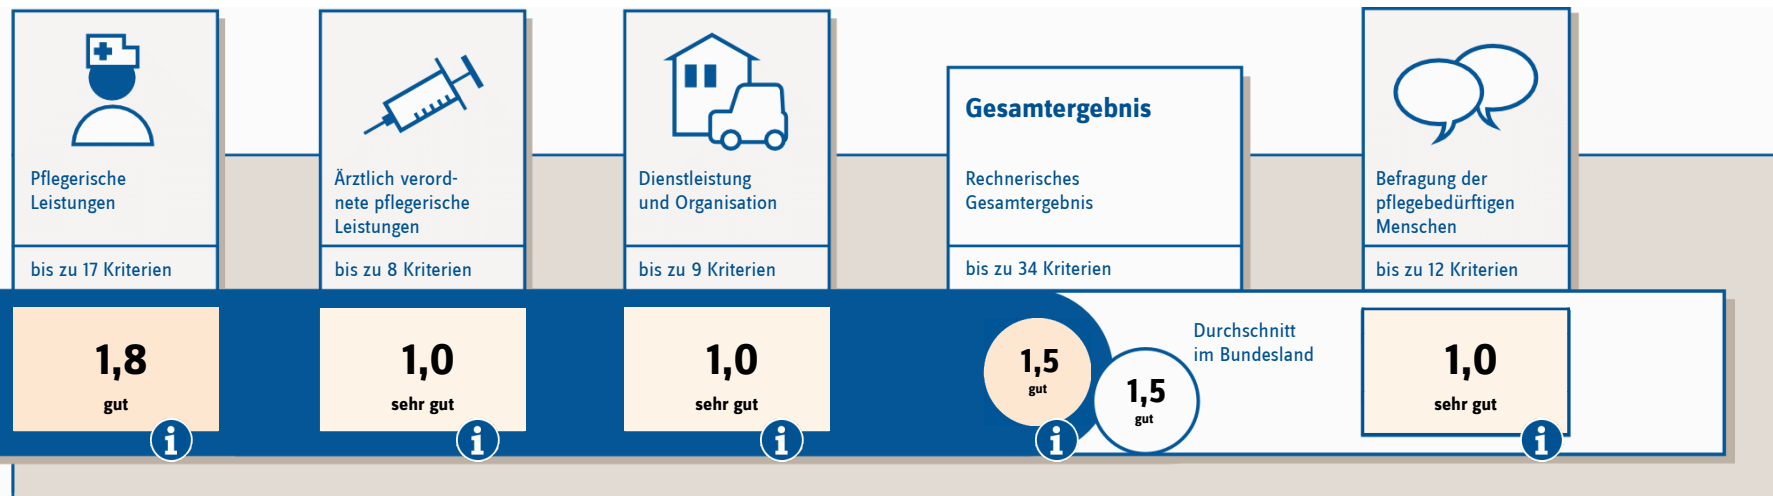 Pflegerische
Leistungen
bis zu 17 Kriterien
1,8
gut
i
Ärztlich verord-
nete pflegerische
Leistungen
bis zu 8 Kriterien
1,0
sehr gut
i
Dienstleistung
und Organisation
bis zu 9 Kriterien
1,0
sehr gut
i
Gesamtergebnis
Rechnerisches
Gesamtergebnis
bis zu 34 Kriterien
1,5
gut
i
1,5
gut
Durchschnitt
im Bundesland
Befragung der
pflegebedürftigen
Menschen
bis zu 12 Kriterien
1,0
sehr gut
i